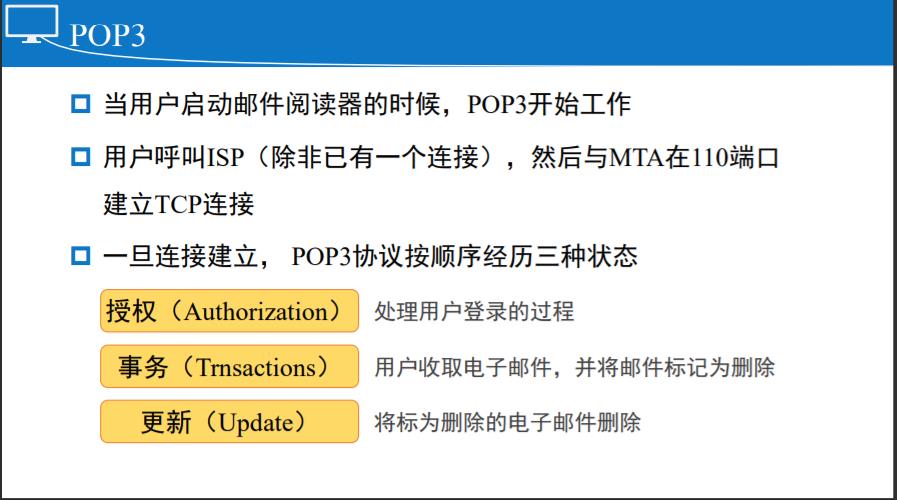 POP3
当用户启动邮件阅读器的时候，POP3开始工作
用户呼叫ISP（除非已有一个连接），然后与MTA在110端口
建立TCP连接
一旦连接建立， POP3协议按顺序经历三种状态
授权（Authorization） 处理用户登录的过程
事务（Trnsactions） 用户收取电子邮件，并将邮件标记为删除
更新（Update） 将标为删除的电子邮件删除